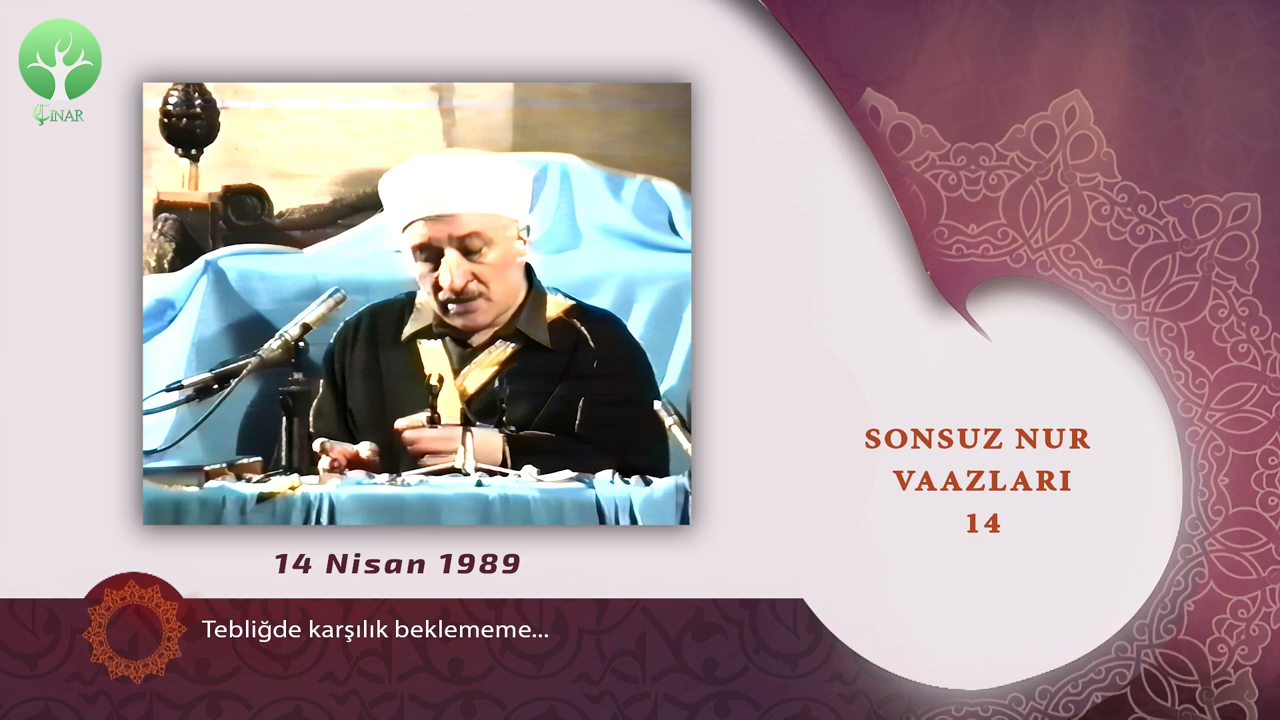 ÇINAR
SONSUZ NUR
VAAZLARI
14
14 Nisan 1989
Tebliğde karşılık beklememe...